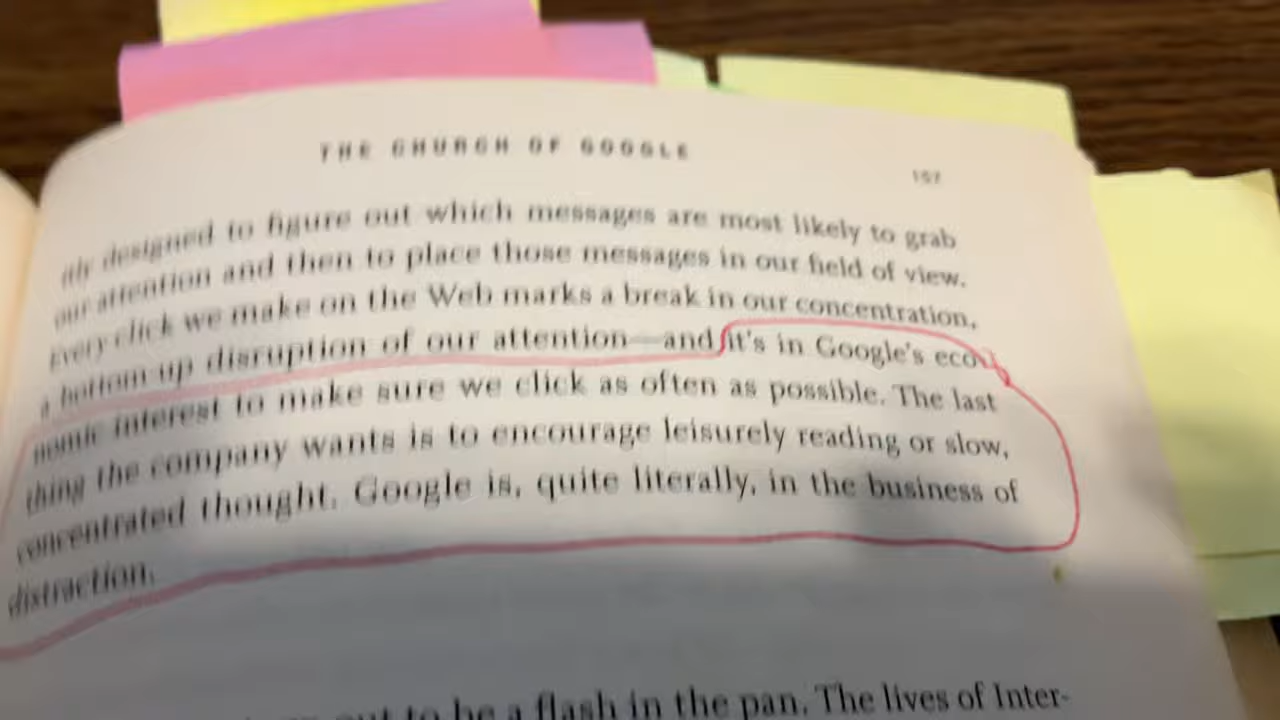 THE CHURCH OF GOOGLE
157
designed to figure out which messages are most likely to grab
our attention and then to place those messages in our field of view.
Every click we make on the Web marks a break in our concentration,
a bottom-up disruption of our attention—and it's in Google's eco-
nomic interest to make sure we click as often as possible. The last
thing the company wants is to encourage leisurely reading or slow,
concentrated thought. Google is, quite literally, in the business of
distraction.
out to be a flash in the pan. The lives of Inter-